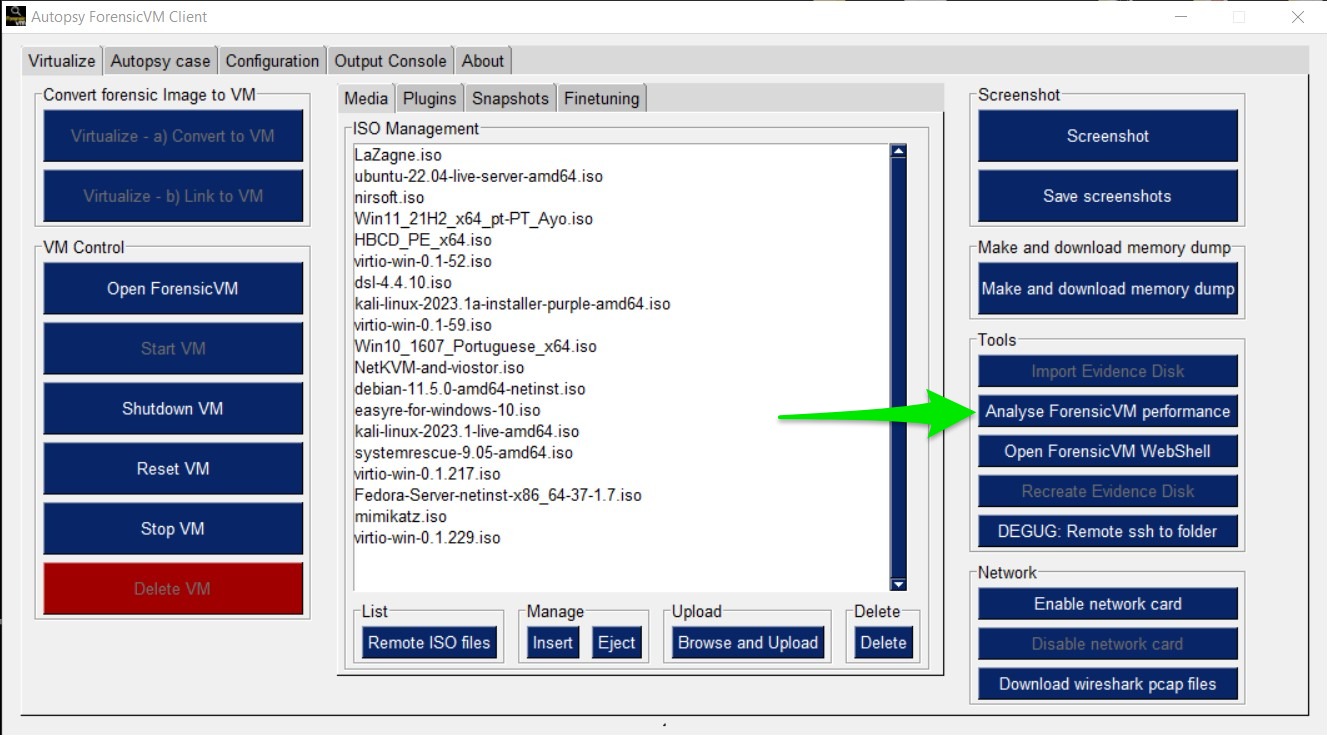 Autopsy ForensicVM Client
Virtualize
Autopsy case
Configuration
Output Console
About
Convert forensic Image to VM
Virtualize - a) Convert to VM
Virtualize - b) Link to VM
VM Control
Open ForensicVM
Start VM
Shutdown VM
Reset VM
Stop VM
Delete VM
Media
Plugins
Snapshots
Finetuning
ISO Management
LaZagne.iso
ubuntu-22.04-live-server-amd64.iso
nirsoft.iso
Win11_21H2_x64_pt-PT_Ayo.iso
HBCD_PE_x64.iso
virtio-win-0.1-52.iso
dsl-4.4.10.iso
kali-linux-2023.1a-installer-purple-amd64.iso
virtio-win-0.1-59.iso
Win10_1607_Portuguese_x64.iso
NetKVM-and-viostor.iso
debian-11.5.0-amd64-netinst.iso
easyre-for-windows-10.iso
kali-linux-2023.1-live-amd64.iso
systemrescue-9.05-amd64.iso
virtio-win-0.1.217.iso
Fedora-Server-netinst-x86_64-37-1.7.iso
mimikatz.iso
virtio-win-0.1.229.iso
List
Remote ISO files
Manage
Insert
Eject
Upload
Browse and Upload
Delete
Delete
Screenshot
Screenshot
Save screenshots
Make and download memory dump
Make and download memory dump
Tools
Import Evidence Disk
Analyse ForensicVM performance
Open ForensicVM WebShell
Recreate Evidence Disk
DEGUG: Remote ssh to folder
Network
Enable network card
Disable network card
Download wireshark pcap files